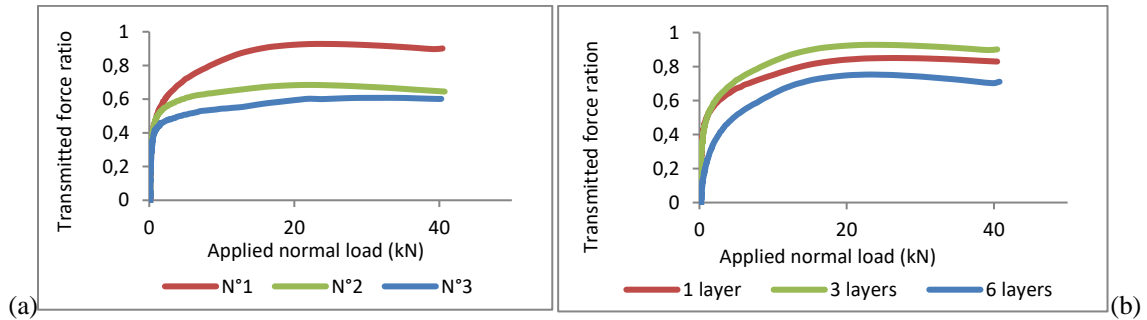 (a)
Transmitted force ratio
1
0,8
0,6
0,4
0,2
0
0 20 40
Applied normal load (kN)
N°1 N°2 N°3
Transmitted force ration
1
0,8
0,6
0,4
0,2
0
0 20 40
Applied normal load (kN)
1 layer 3 layers 6 layers
(b)